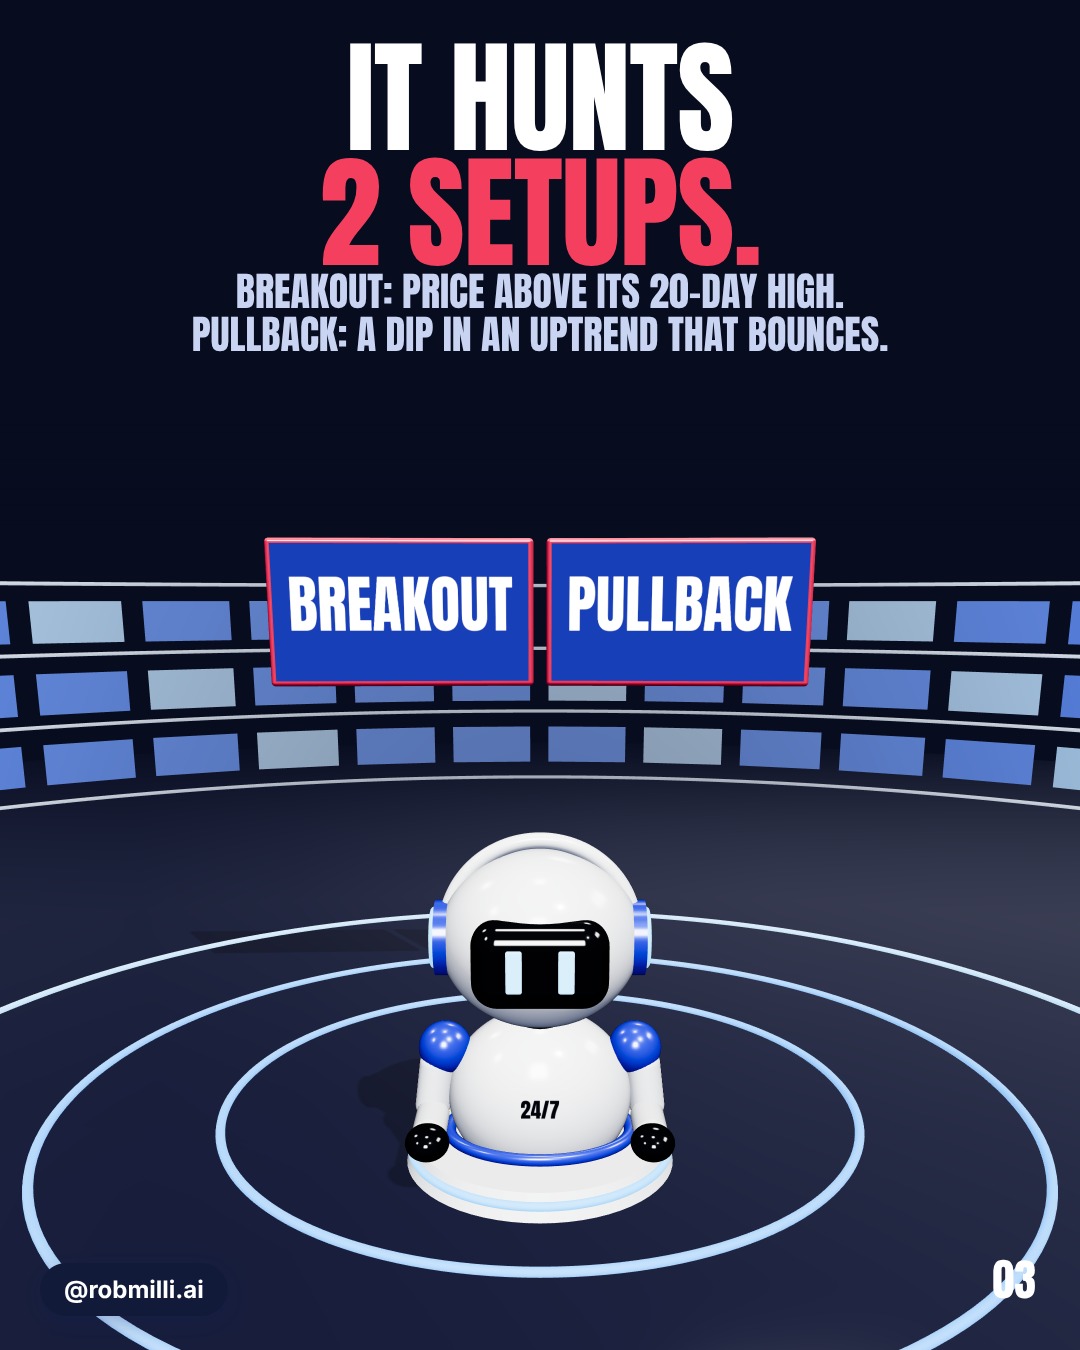 IT HUNTS
2 SETUPS.
BREAKOUT: PRICE ABOVE ITS 20-DAY HIGH.
PULLBACK: A DIP IN AN UPTREND THAT BOUNCES.
BREAKOUT
PULLBACK
24/7
@robmilli.ai
03